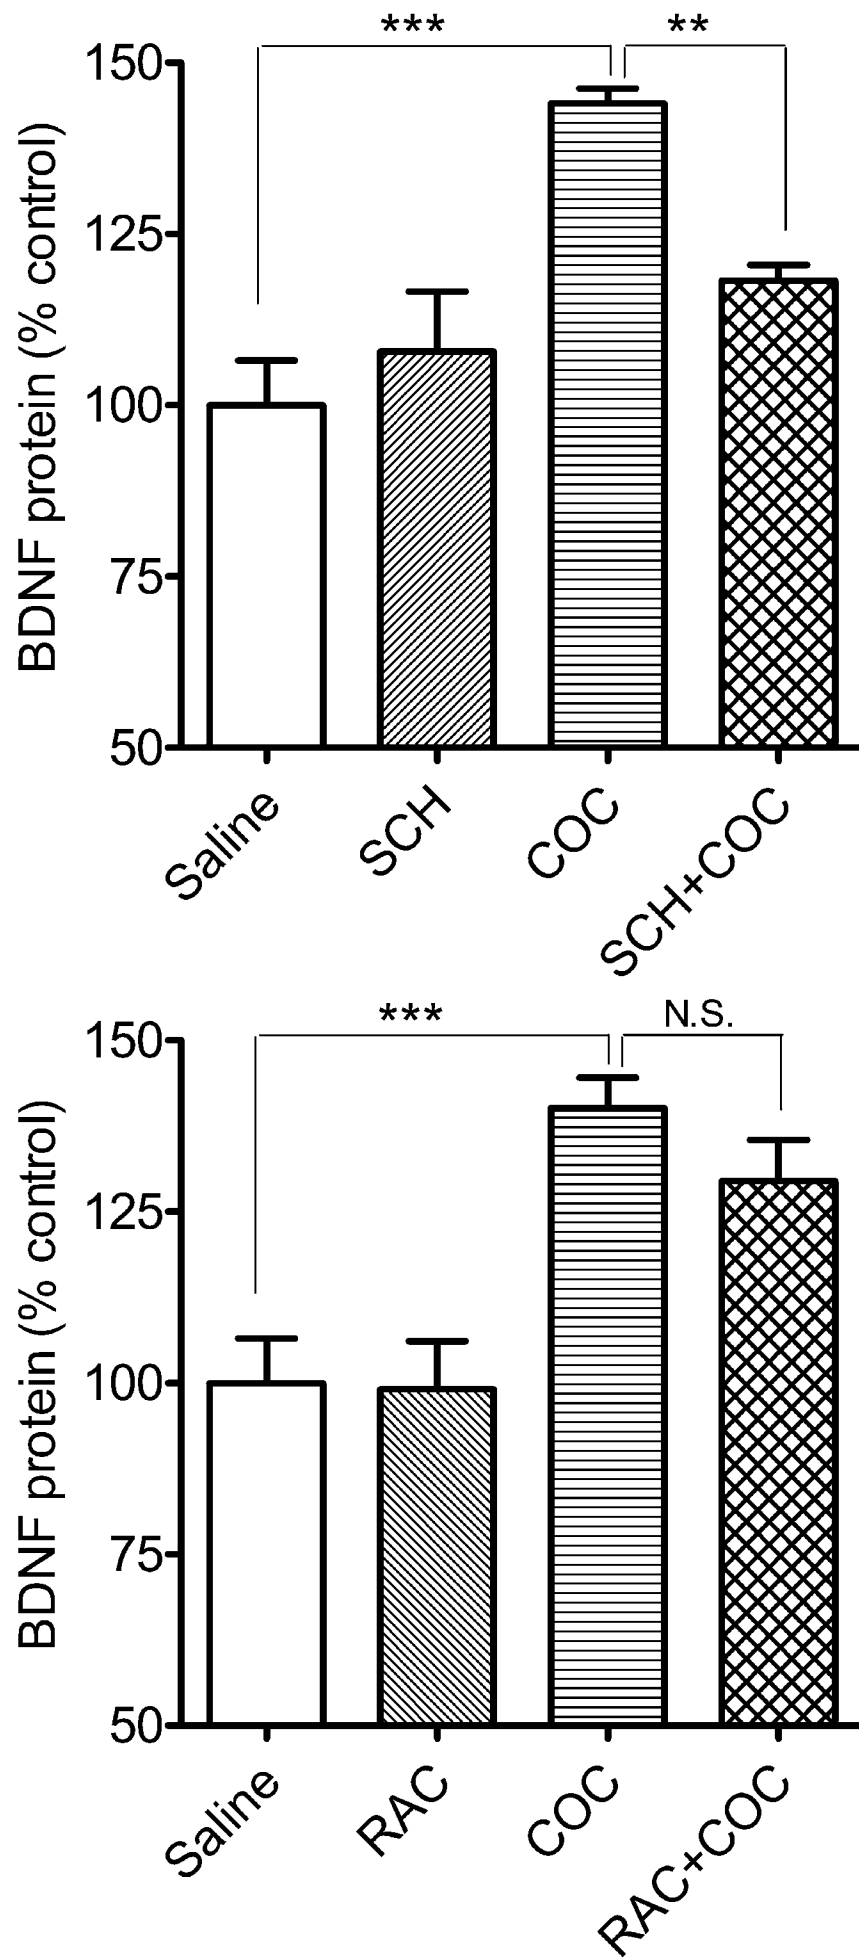 *** **
BDNF protein (% control)
150
125
100
75
50
Saline SCH COC SCH+COC
*** N.S.
BDNF protein (% control)
150
125
100
75
50
Saline RAC COC RAC+COC